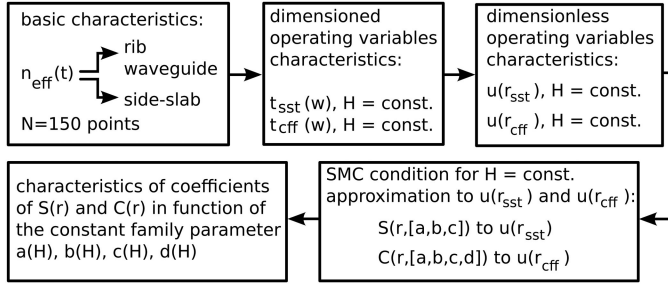 basic characteristics:
rib
waveguide
n_eff(t)
side-slab
N=150 points
dimensioned
operating variables
characteristics:
t_sst (w), H = const.
t_cff (w), H = const.
dimensionless
operating variables
characteristics:
u(r_sst), H = const.
u(r_cff), H = const.
SMC condition for H = const.
approximation to u(r_sst) and u(r_cff):
S(r,[a,b,c]) to u(r_sst)
C(r,[a,b,c,d]) to u(r_cff)
characteristics of coefficients
of S(r) and C(r) in function of
the constant family parameter
a(H), b(H), c(H), d(H)